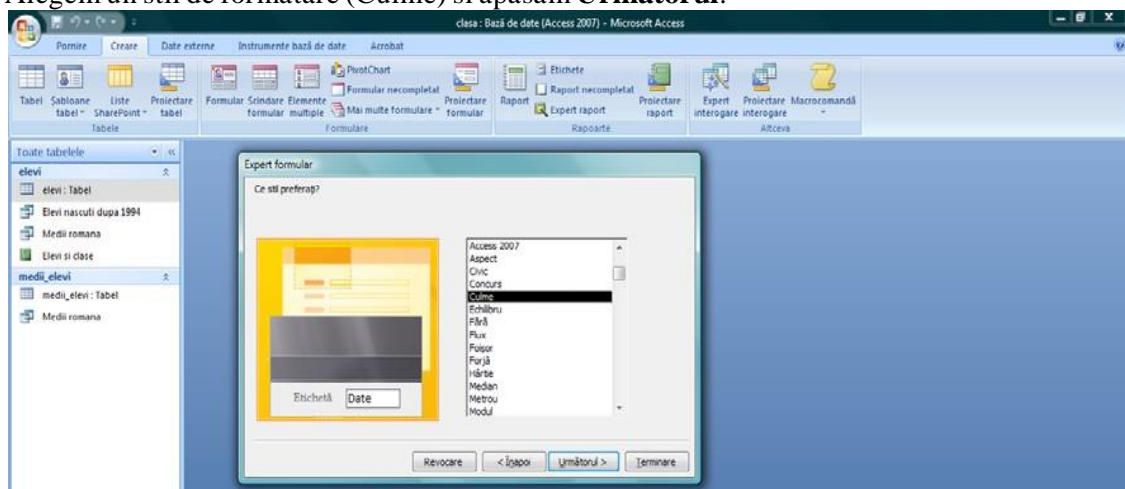 Alegem un stil de formatare (Culme) si apăsăm Următorul.
clasa : Bază de date (Access 2007) - Microsoft Access
Pornire Creare Date externe Instrumente bază de date Acrobat
Tabel Șabloane tabel Liste SharePoint Proiectare tabel
Tabele
Formular Scindare formular Elemente multiple PivotChart Formular necompletat Mai multe formulare Proiectare formular
Formulare
Raport Etichete Raport necompletat Expert raport Proiectare raport
Rapoarte
Expert interogare Proiectare interogare Macrocomandă
Altceva
Toate tabelele
elevi
elevi : Tabel
Elevi nascuti dupa 1994
Medii romana
Elevi si clase
medii_elevi
medii_elevi : Tabel
Medii romana
Expert formular
Ce stil preferați?
Access 2007
Aspect
Civic
Concurs
Culme
Echilibru
Fără
Flux
Foișor
Forjă
Hârtie
Median
Metrou
Modul
Etichetă Date
Revocare < Înapoi Următorul > Terminare